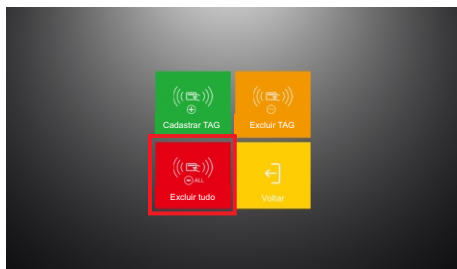 Cadastrar TAG
Excluir TAG
ALL
Excluir tudo
Voltar